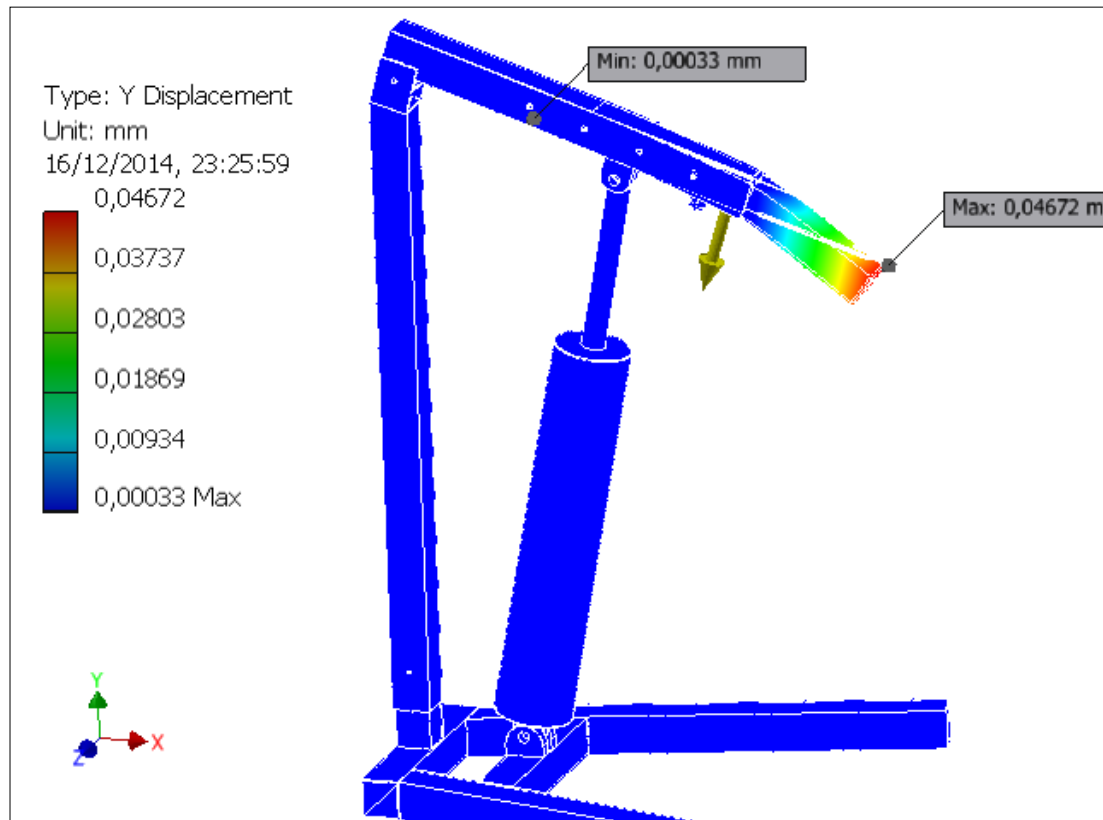 Type: Y Displacement
Unit: mm
16/12/2014, 23:25:59
0,04672
0,03737
0,02803
0,01869
0,00934
0,00033 Max
Min: 0,00033 mm
Max: 0,04672 m
Y
X
Z